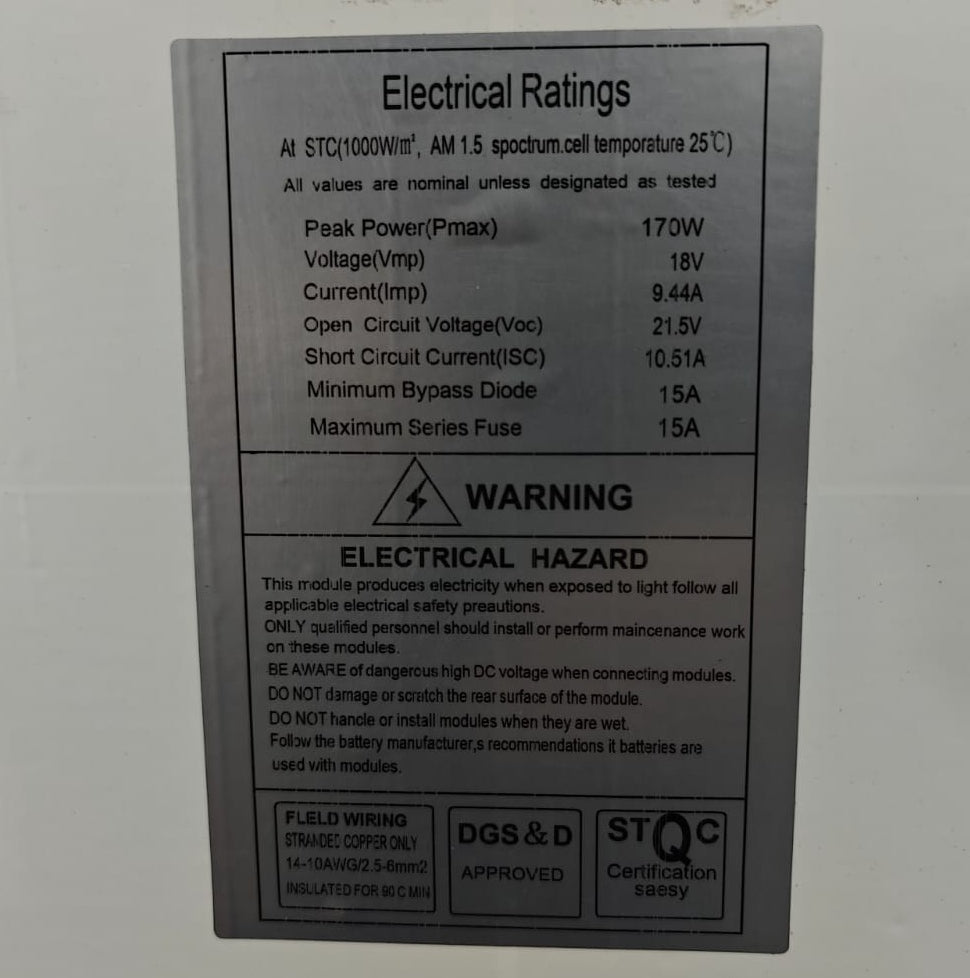 Electrical Ratings
At STC(1000W/m², AM 1.5 spoctrum.cell temporature 25℃)
All values are nominal unless designated as tested
Peak Power(Pmax) 170W
Voltage(Vmp) 18V
Current(Imp) 9.44A
Open Circuit Voltage(Voc) 21.5V
Short Circuit Current(ISC) 10.51A
Minimum Bypass Diode 15A
Maximum Series Fuse 15A
WARNING
ELECTRICAL HAZARD
This module produces electricity when exposed to light follow all
applicable electrical safety preautions.
ONLY qualified personnel should install or perform maincenance work
on these modules.
BE AWARE of dangerous high DC voltage when connecting modules.
DO NOT damage or scratch the rear surface of the module.
DO NOT handle or install modules when they are wet.
Follow the battery manufacturer,s recommendations it batteries are
used with modules.
FLELD WIRING
STRANDED COPPER ONLY
14-10AWG/2.5-6mm2
INSULATED FOR 90 C MIN
DGS&D
APPROVED
STQC
Certification
saesy